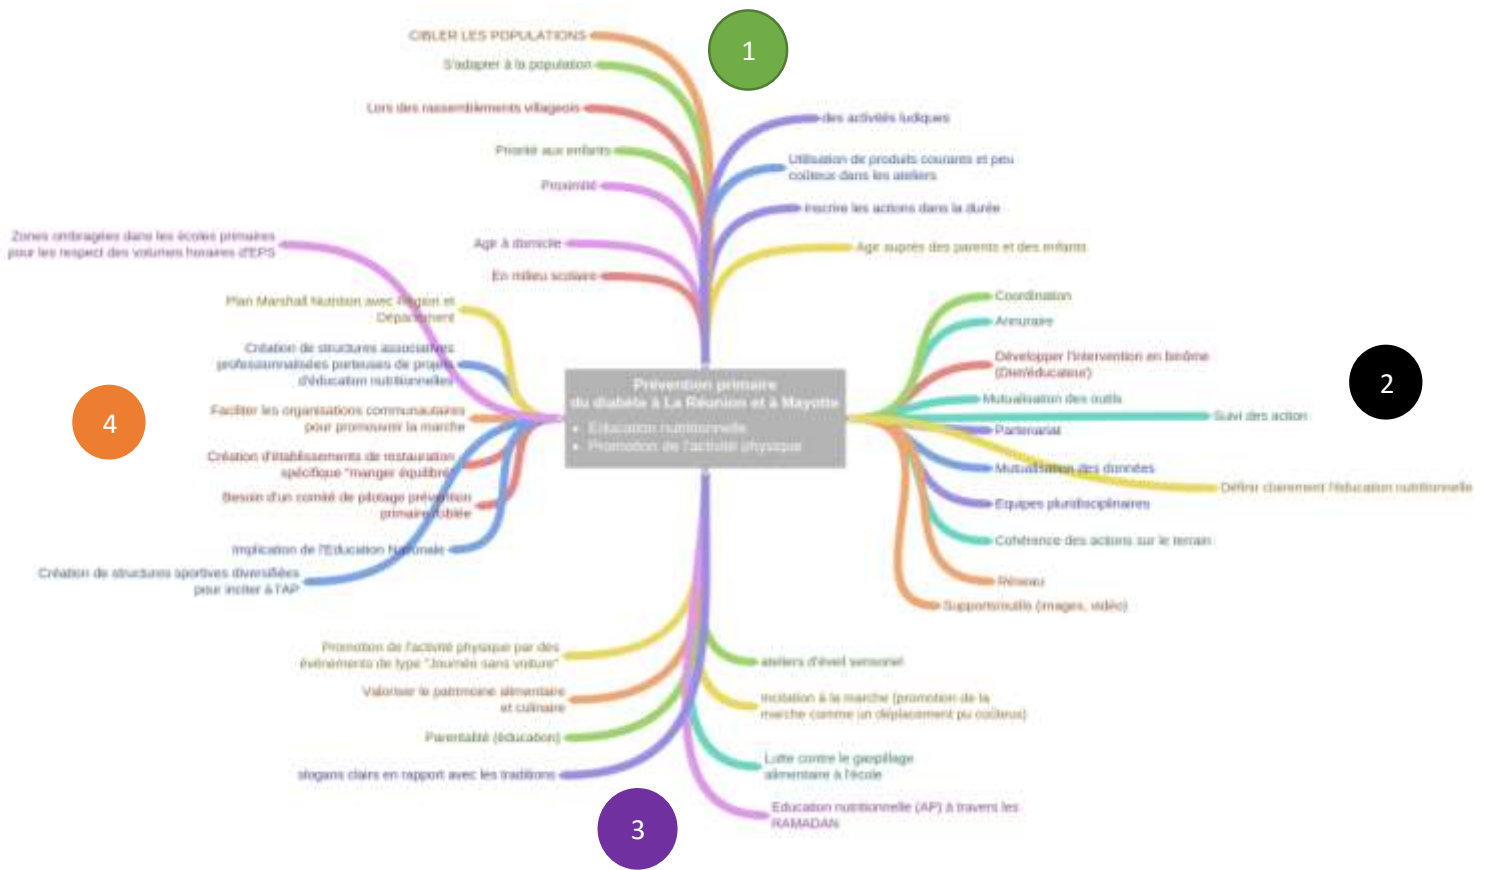 1
CIBLER LES POPULATIONS
S'adapter à la population
Lors des rassemblements villageois
Priorité aux enfants
Proximité
Agir à domicile
En milieu scolaire
des activités ludiques
Utilisation de produits courants et peu
coûteux dans les ateliers
Inscrire les actions dans la durée
Agir auprès des parents et des enfants
Prévention primaire
du diabète à La Réunion et à Mayotte
• Education nutritionnelle
• Promotion de l'activité physique
2
Coordination
Annuaire
Développer l'intervention en binôme
(Diet/éducateur)
Mutualisation des outils
Suivi des action
Partenariat
Mutualisation des données
Définir clairement l'éducation nutritionnelle
Equipes pluridisciplinaires
Cohérence des actions sur le terrain
Réseau
Supports/outils (images, vidéo)
4
Zones ombragées dans les écoles primaires
pour les respect des volumes horaires d'EPS
Plan Marshall Nutrition avec Région et
Département
Création de structures associatives
professionnalisées porteuses de projets
d'éducation nutritionnelles
Faciliter les organisations communautaires
pour promouvoir la marche
Création d'établissements de restauration
spécifique "manger équilibré"
Besoin d'un comité de pilotage prévention
primaire ciblée
Implication de l'Education Nationale
Création de structures sportives diversifiées
pour inciter à l'AP
Promotion de l'activité physique par des
événements de type "Journée sans voiture"
Valoriser le patrimoine alimentaire
et culinaire
Parentalité (éducation)
slogans clairs en rapport avec les traditions
ateliers d'éveil sensoriel
Incitation à la marche (promotion de la
marche comme un déplacement pu coûteux)
Lutte contre le gaspillage
alimentaire à l'école
Education nutritionnelle (AP) à travers les
RAMADAN
3